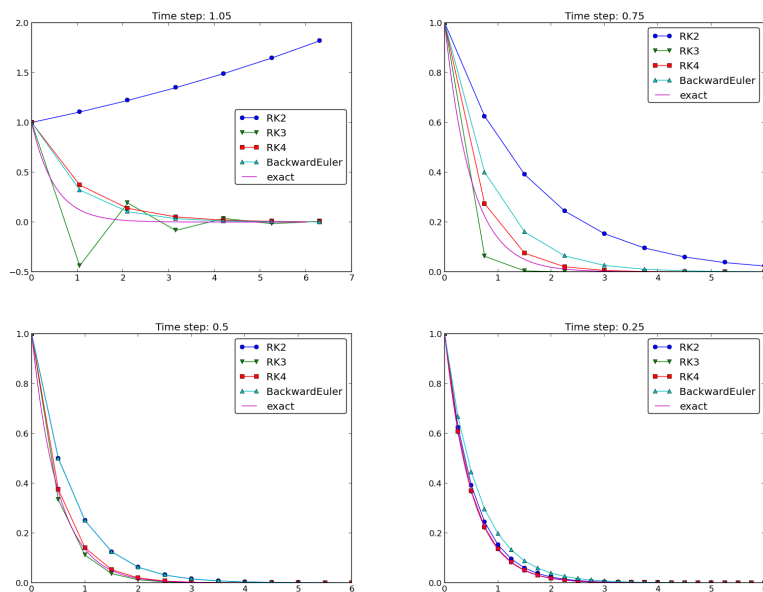 Time step: 1.05
2.0
1.5
1.0
0.5
0.0
−0.5
0 1 2 3 4 5 6 7
RK2
RK3
RK4
BackwardEuler
exact
Time step: 0.75
1.0
0.8
0.6
0.4
0.2
0.0
0 1 2 3 4 5 6
RK2
RK3
RK4
BackwardEuler
exact
Time step: 0.5
1.0
0.8
0.6
0.4
0.2
0.0
0 1 2 3 4 5 6
RK2
RK3
RK4
BackwardEuler
exact
Time step: 0.25
1.0
0.8
0.6
0.4
0.2
0.0
0 1 2 3 4 5 6
RK2
RK3
RK4
BackwardEuler
exact